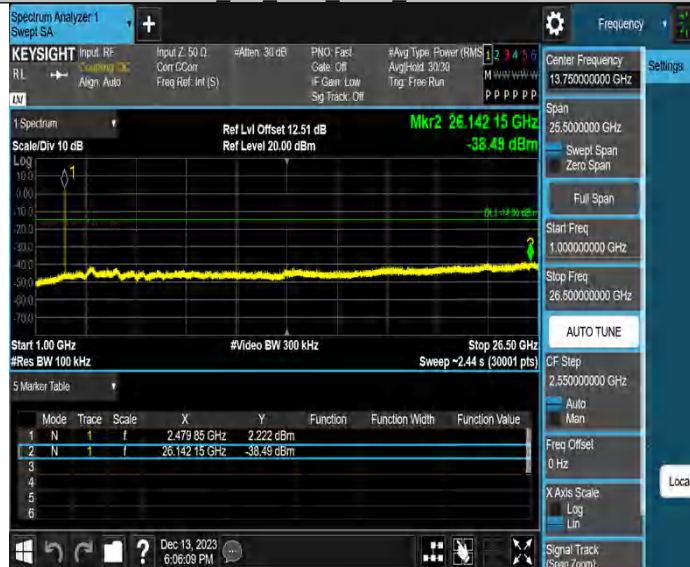 Spectrum Analyzer 1
Swept SA
+
Frequency
KEYSIGHT Input: RF
RL
Coupling: DC
Align: Auto
Input Z: 50 Ω
Corr CCorr
Freq Ref: Int (S)
#Atten: 30 dB
PNO: Fast
Gate: Off
IF Gain: Low
Sig Track: Off
#Avg Type: Power (RMS
Avg|Hold: 30/30
Trig: Free Run
1 2 3 4 5 6
M W W W W W
P P P P P P
LXI
1 Spectrum
Scale/Div 10 dB
Ref Lvl Offset 12.51 dB
Ref Level 20.00 dBm
Mkr2 26.142 15 GHz
-38.49 dBm
Log
10.0
0.00
-10.0
-20.0
-30.0
-40.0
-50.0
-60.0
-70.0
1
2
Start 1.00 GHz
#Res BW 100 kHz
#Video BW 300 kHz
Stop 26.50 GHz
Sweep ~2.44 s (30001 pts)
5 Marker Table
Mode Trace Scale X Y Function Function Width Function Value
1 N 1 f 2.479 85 GHz 2.222 dBm
2 N 1 f 26.142 15 GHz -38.49 dBm
3
4
5
6
?
Dec 13, 2023
6:06:09 PM
Center Frequency
13.750000000 GHz
Settings
Span
25.5000000 GHz
Swept Span
Zero Span
Full Span
Start Freq
1.000000000 GHz
Stop Freq
26.500000000 GHz
AUTO TUNE
CF Step
2.550000000 GHz
Auto
Man
Freq Offset
0 Hz
Loca
X Axis Scale
Log
Lin
Signal Track
(Span Zoom)